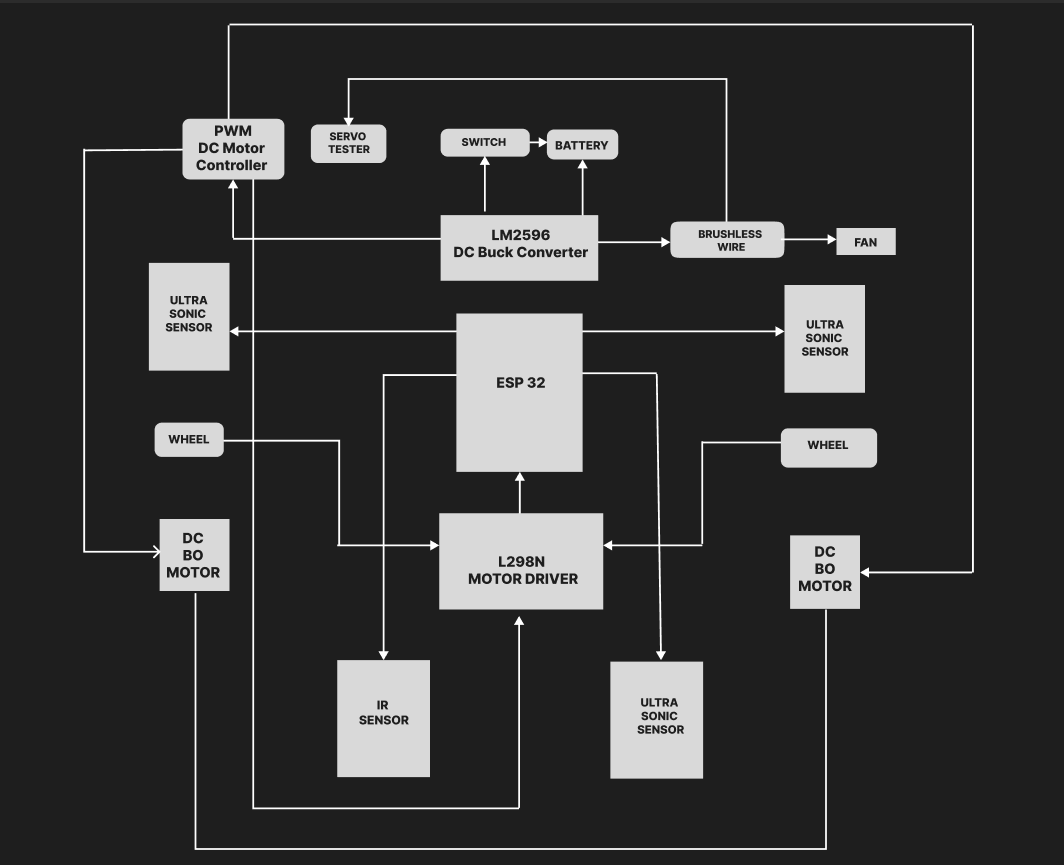 PWM
DC Motor
Controller
SERVO
TESTER
SWITCH
BATTERY
LM2596
DC Buck Converter
BRUSHLESS
WIRE
FAN
ULTRA
SONIC
SENSOR
ULTRA
SONIC
SENSOR
ESP 32
WHEEL
WHEEL
DC
BO
MOTOR
L298N
MOTOR DRIVER
DC
BO
MOTOR
IR
SENSOR
ULTRA
SONIC
SENSOR